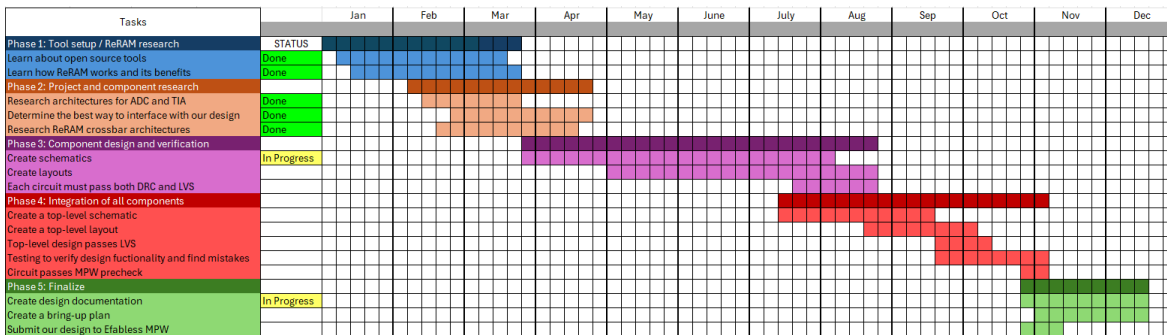 Tasks Jan Feb Mar Apr May June July Aug Sep Oct Nov Dec
Phase 1: Tool setup / ReRAM research STATUS
Learn about open source tools Done
Learn how ReRAM works and its benefits Done
Phase 2: Project and component research
Research architectures for ADC and TIA Done
Determine the best way to interface with our design Done
Research ReRAM crossbar architectures Done
Phase 3: Component design and verification
Create schematics In Progress
Create layouts
Each circuit must pass both DRC and LVS
Phase 4: Integration of all components
Create a top-level schematic
Create a top-level layout
Top-level design passes LVS
Testing to verify design fuctionality and find mistakes
Circuit passes MPW precheck
Phase 5: Finalize
Create design documentation In Progress
Create a bring-up plan
Submit our design to Efabless MPW